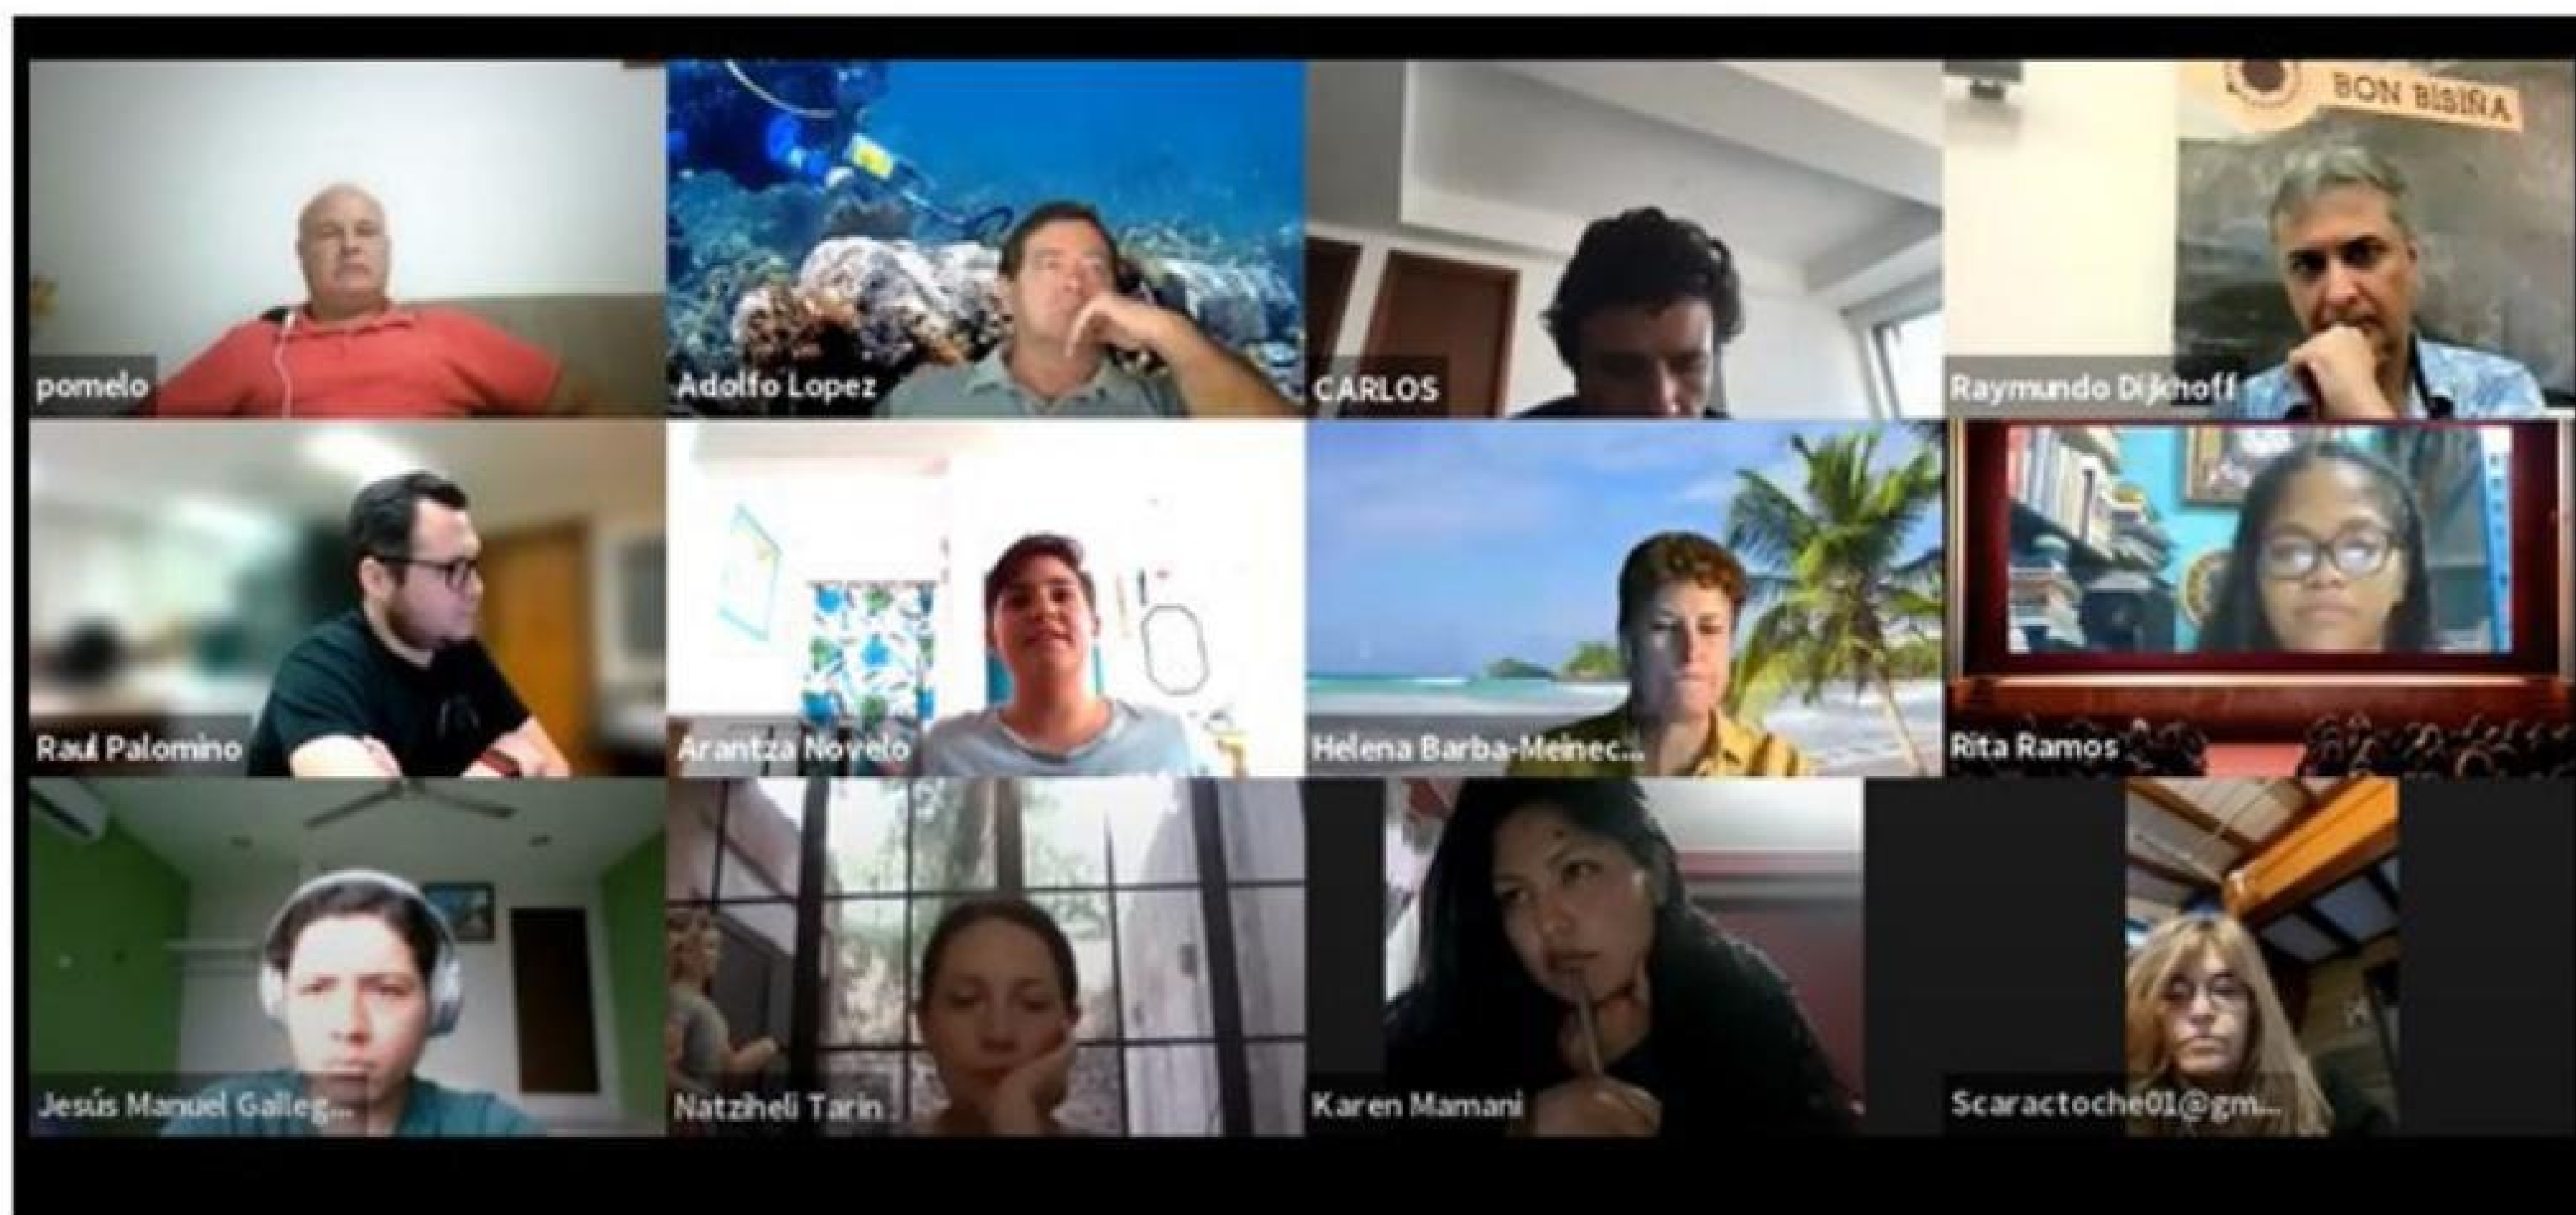 BON BISIÑA
pomelo
Adolfo Lopez
CARLOS
Raymundo Dijkhoff
Raul Palomino
Arantza Novelo
Helena Barba-Meinec...
Rita Ramos
Jesús Manuel Galleg...
Natziheli Tarin
Karen Mamani
Scaractoche01@gm...